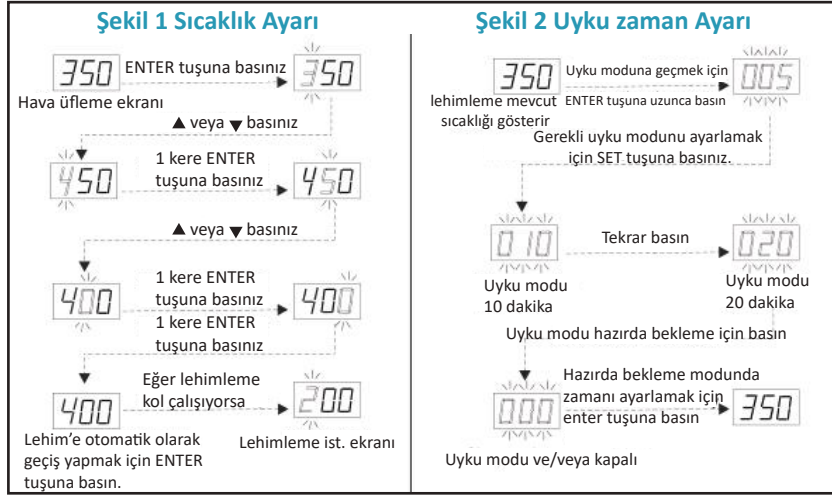 Şekil 1 Sıcaklık Ayarı
350
ENTER tuşuna basınız
350
Hava üfleme ekranı
▲ veya ▼ basınız
450
1 kere ENTER
tuşuna basınız
450
▲ veya ▼ basınız
400
1 kere ENTER
tuşuna basınız
400
1 kere ENTER
tuşuna basınız
400
Eğer lehimleme
kol çalışıyorsa
200
Lehim’e otomatik olarak
geçiş yapmak için ENTER
tuşuna basın.
Lehimleme ist. ekranı
Şekil 2 Uyku zaman Ayarı
350
Uyku moduna geçmek için
ENTER tuşuna uzunca basın
005
lehimleme mevcut
sıcaklığı gösterir
Gerekli uyku modunu ayarlamak
için SET tuşuna basınız.
010
Tekrar basın
020
Uyku modu
10 dakika
Uyku modu
20 dakika
Uyku modu hazırda bekleme için basın
000
Hazırda bekleme modunda
zamanı ayarlamak için
enter tuşuna basın
350
Uyku modu ve/veya kapalı